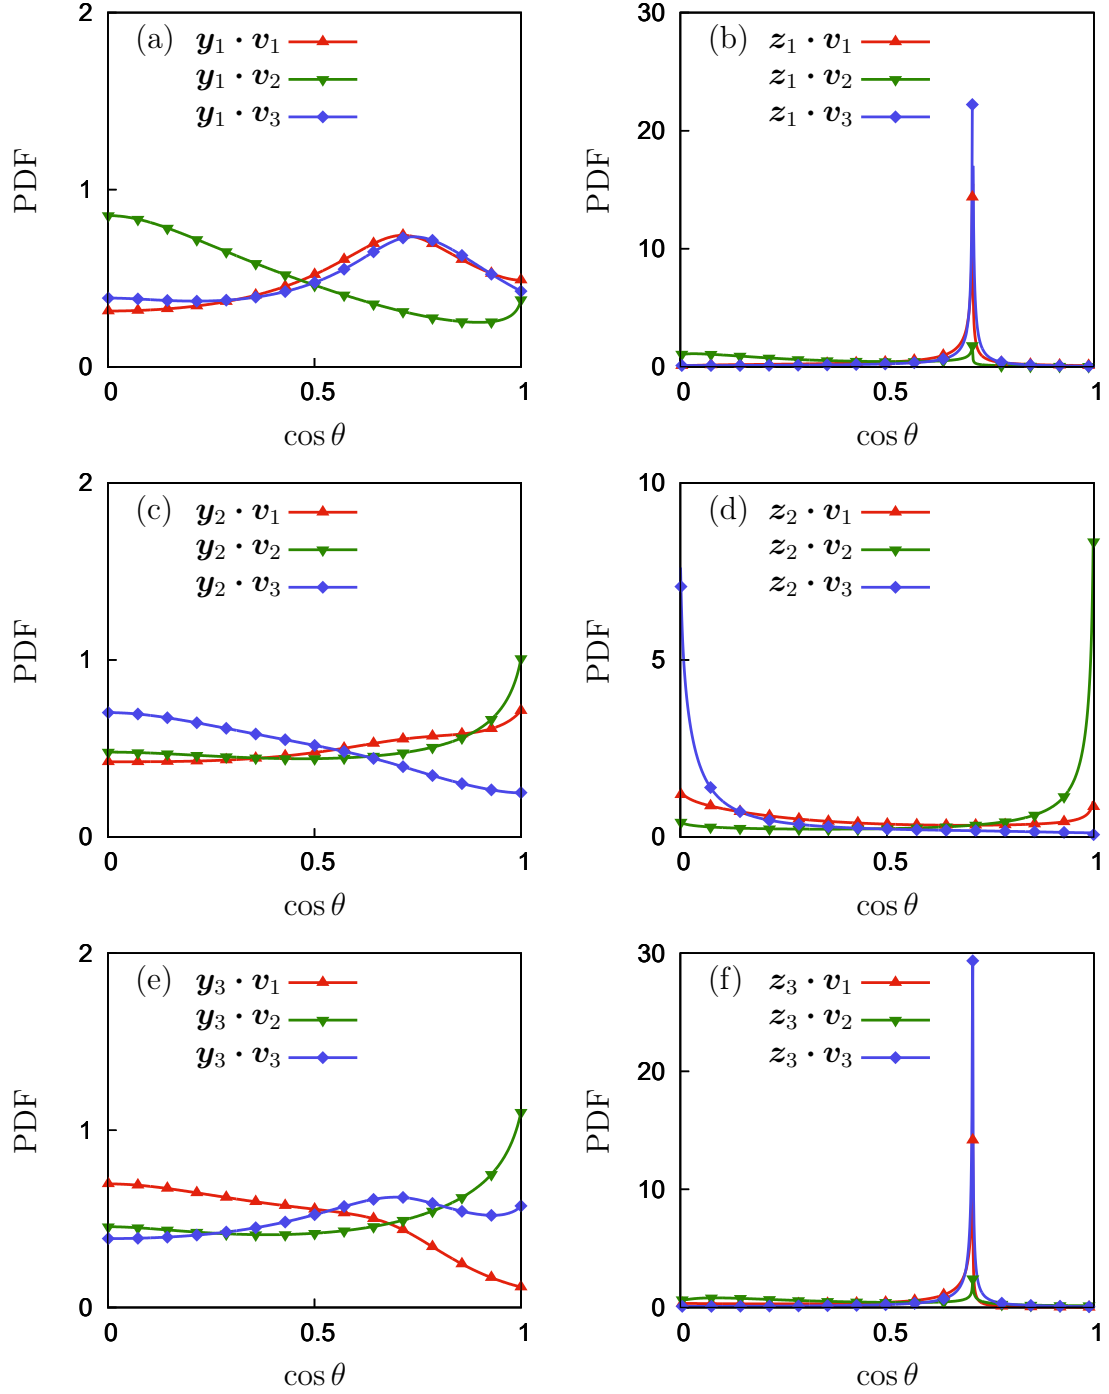 (a)
y1 · v1
y1 · v2
y1 · v3
2
1
0
PDF
0 0.5 1
cos θ
(b)
z1 · v1
z1 · v2
z1 · v3
30
20
10
0
PDF
0 0.5 1
cos θ
(c)
y2 · v1
y2 · v2
y2 · v3
2
1
0
PDF
0 0.5 1
cos θ
(d)
z2 · v1
z2 · v2
z2 · v3
10
5
0
PDF
0 0.5 1
cos θ
(e)
y3 · v1
y3 · v2
y3 · v3
2
1
0
PDF
0 0.5 1
cos θ
(f)
z3 · v1
z3 · v2
z3 · v3
30
20
10
0
PDF
0 0.5 1
cos θ